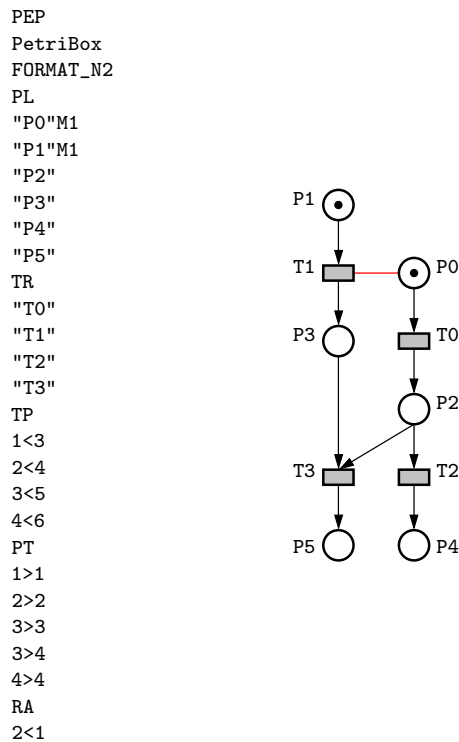 PEP
PetriBox
FORMAT_N2
PL
"P0"M1
"P1"M1
"P2"
"P3"
"P4"
"P5"
TR
"T0"
"T1"
"T2"
"T3"
TP
1<3
2<4
3<5
4<6
PT
1>1
2>2
3>3
3>4
4>4
RA
2<1
P1
T1
P0
P3
T0
P2
T3
T2
P5
P4